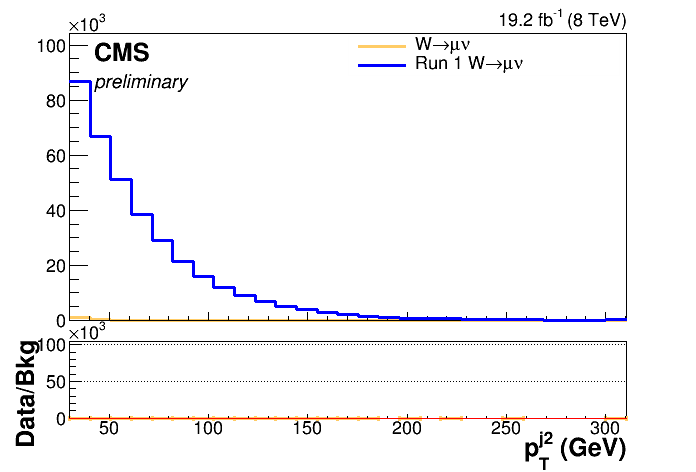 ×10³
19.2 fb⁻¹ (8 TeV)
100
CMS
W→μν
Run 1 W→μν
preliminary
80
60
40
20
0
×10³
100
50
0
Data/Bkg
50 100 150 200 250 300
p_T^j2 (GeV)